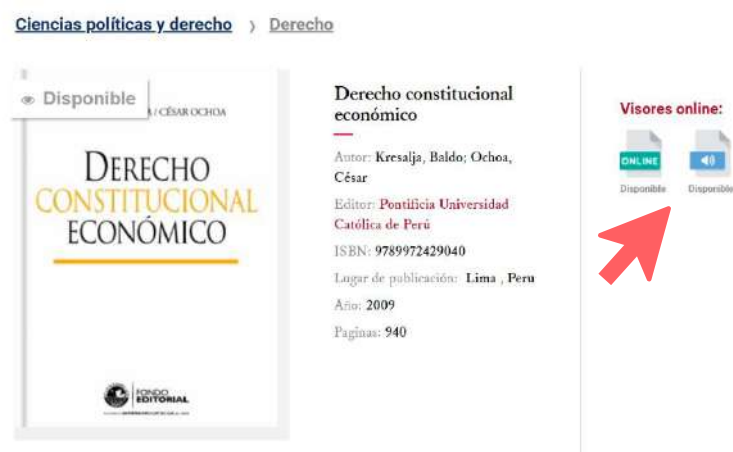 Ciencias políticas y derecho › Derecho
Disponible
/ CÉSAR OCHOA
DERECHO
CONSTITUCIONAL
ECONÓMICO
FONDO
EDITORIAL
Derecho constitucional
económico
Autor: Kresalja, Baldo; Ochoa,
César
Editor: Pontificia Universidad
Católica de Perú
ISBN: 9789972429040
Lugar de publicación: Lima , Peru
Año: 2009
Paginas: 940
Visores online:
ONLINE
Disponible Disponible